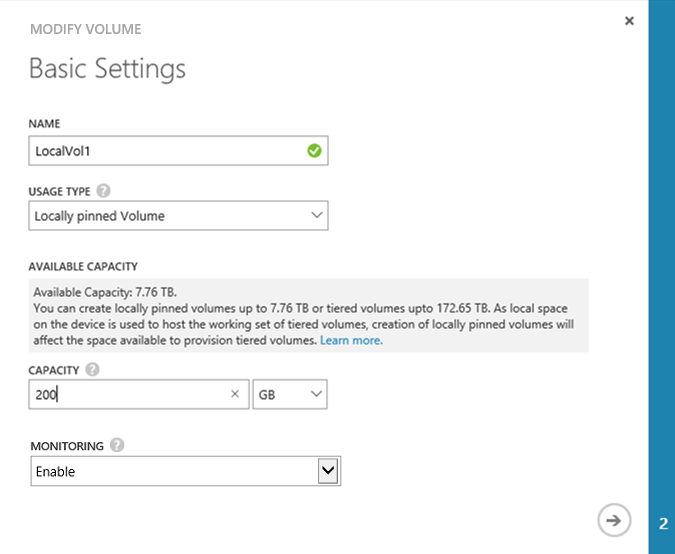 MODIFY VOLUME
Basic Settings
NAME
LocalVol1
USAGE TYPE ?
Locally pinned Volume
AVAILABLE CAPACITY
Available Capacity: 7.76 TB.
You can create locally pinned volumes up to 7.76 TB or tiered volumes upto 172.65 TB. As local space
on the device is used to host the working set of tiered volumes, creation of locally pinned volumes will
affect the space available to provision tiered volumes. Learn more.
CAPACITY ?
200 GB
MONITORING ?
Enable
2